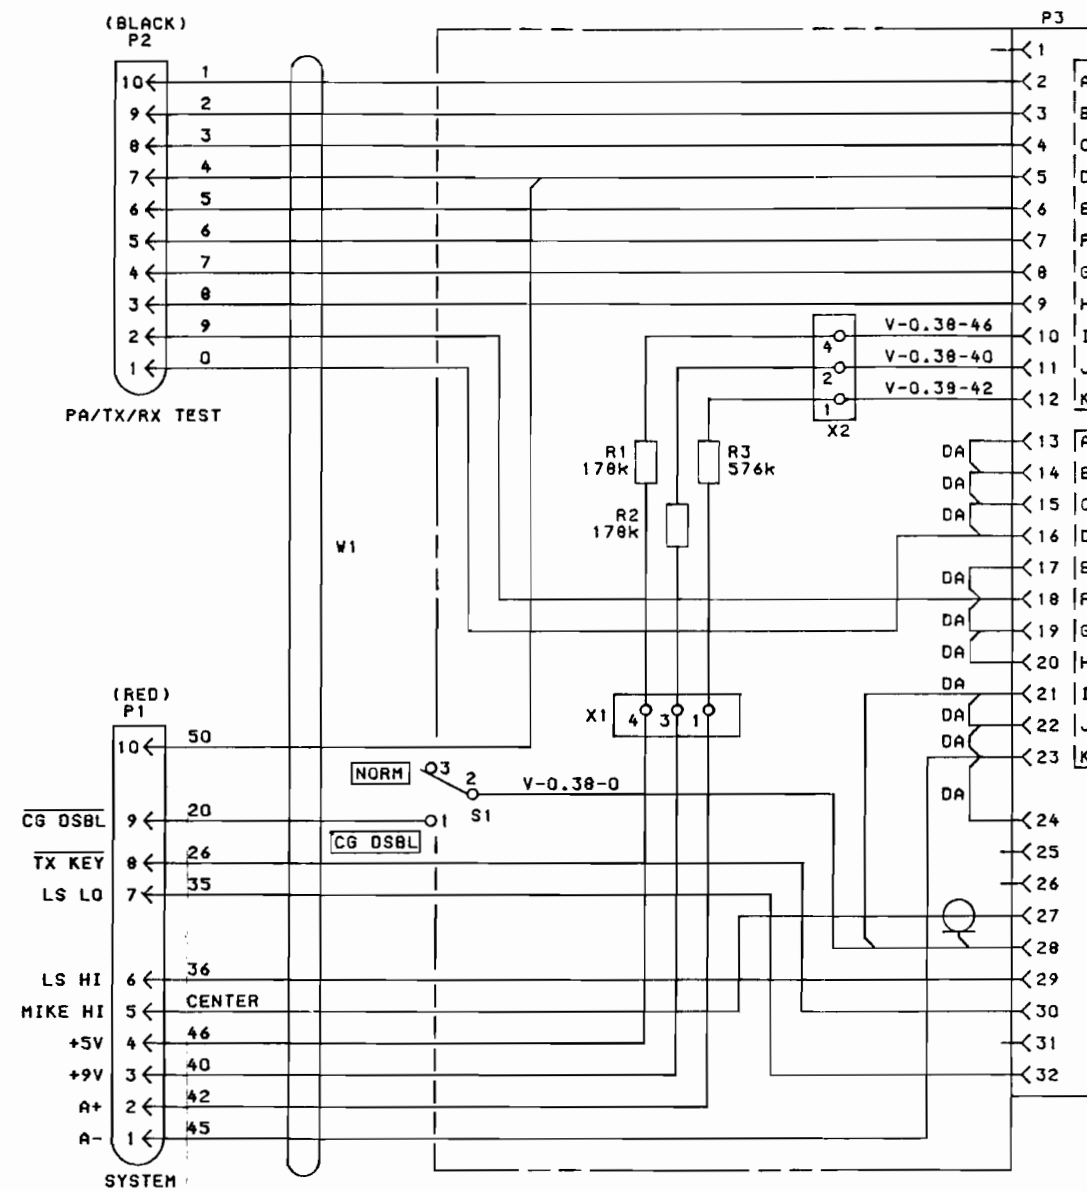 (BLACK)
P2
10
1
9
2
8
3
7
4
6
5
5
6
4
7
3
8
2
9
1
0
PA/TX/RX TEST
W1
P3
1
2
3
4
5
6
7
8
9
10
11
12
13
14
15
16
17
18
19
20
21
22
23
24
25
26
27
28
29
30
31
32
A
B
C
D
E
F
G
H
I
J
K
A
B
C
D
E
F
G
H
I
J
K
V-0.38-46
V-0.38-40
V-0.38-42
4
2
1
X2
R1
178k
R2
178k
R3
576k
DA
DA
DA
DA
DA
DA
DA
DA
DA
DA
X1
4
3
1
(RED)
P1
10
50
NORM
3
2
S1
V-0.38-0
CG DSBL
9
20
1
CG DSBL
TX KEY
8
26
LS LO
7
35
LS HI
6
36
MIKE HI
5
CENTER
+5V
4
46
+9V
3
40
A+
2
42
A-
1
45
SYSTEM